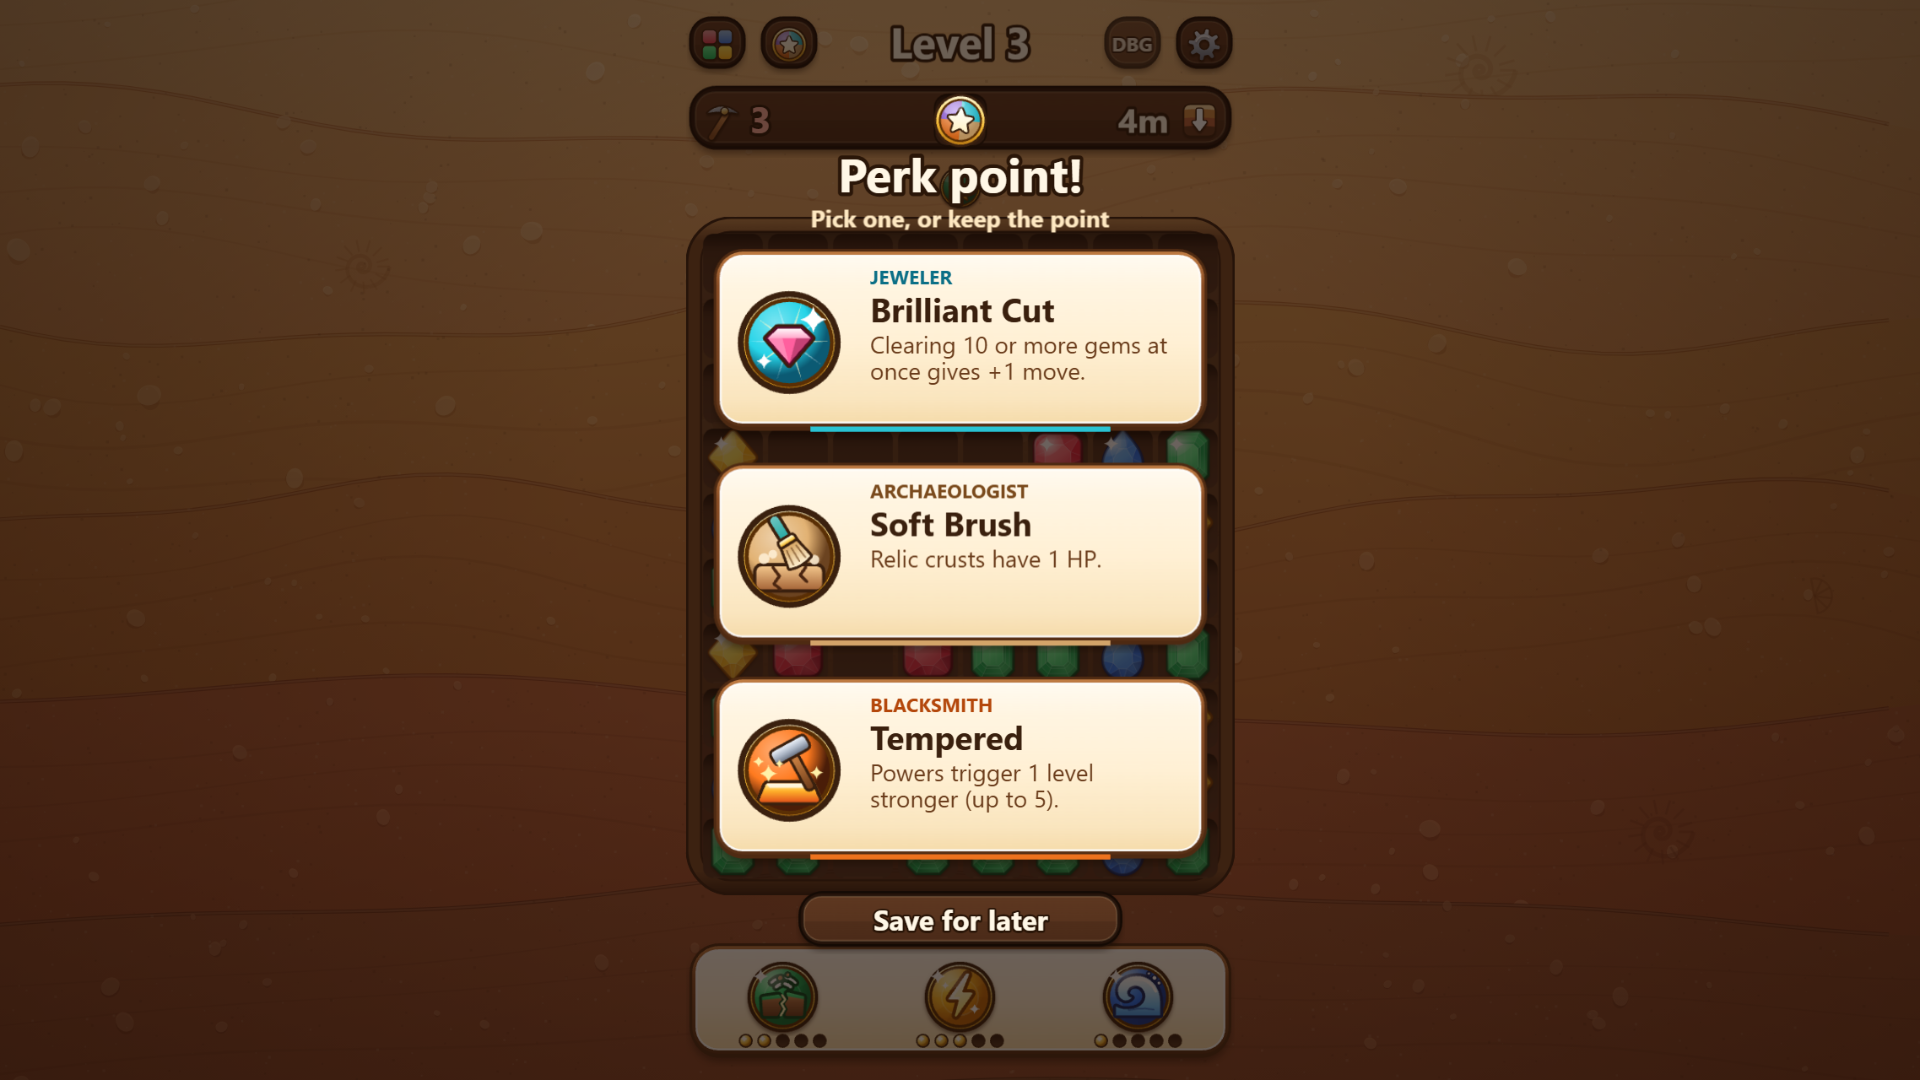 Level 3
DBG
3
4m
Perk point!
Pick one, or keep the point
JEWELER
Brilliant Cut
Clearing 10 or more gems at
once gives +1 move.
ARCHAEOLOGIST
Soft Brush
Relic crusts have 1 HP.
BLACKSMITH
Tempered
Powers trigger 1 level
stronger (up to 5).
Save for later